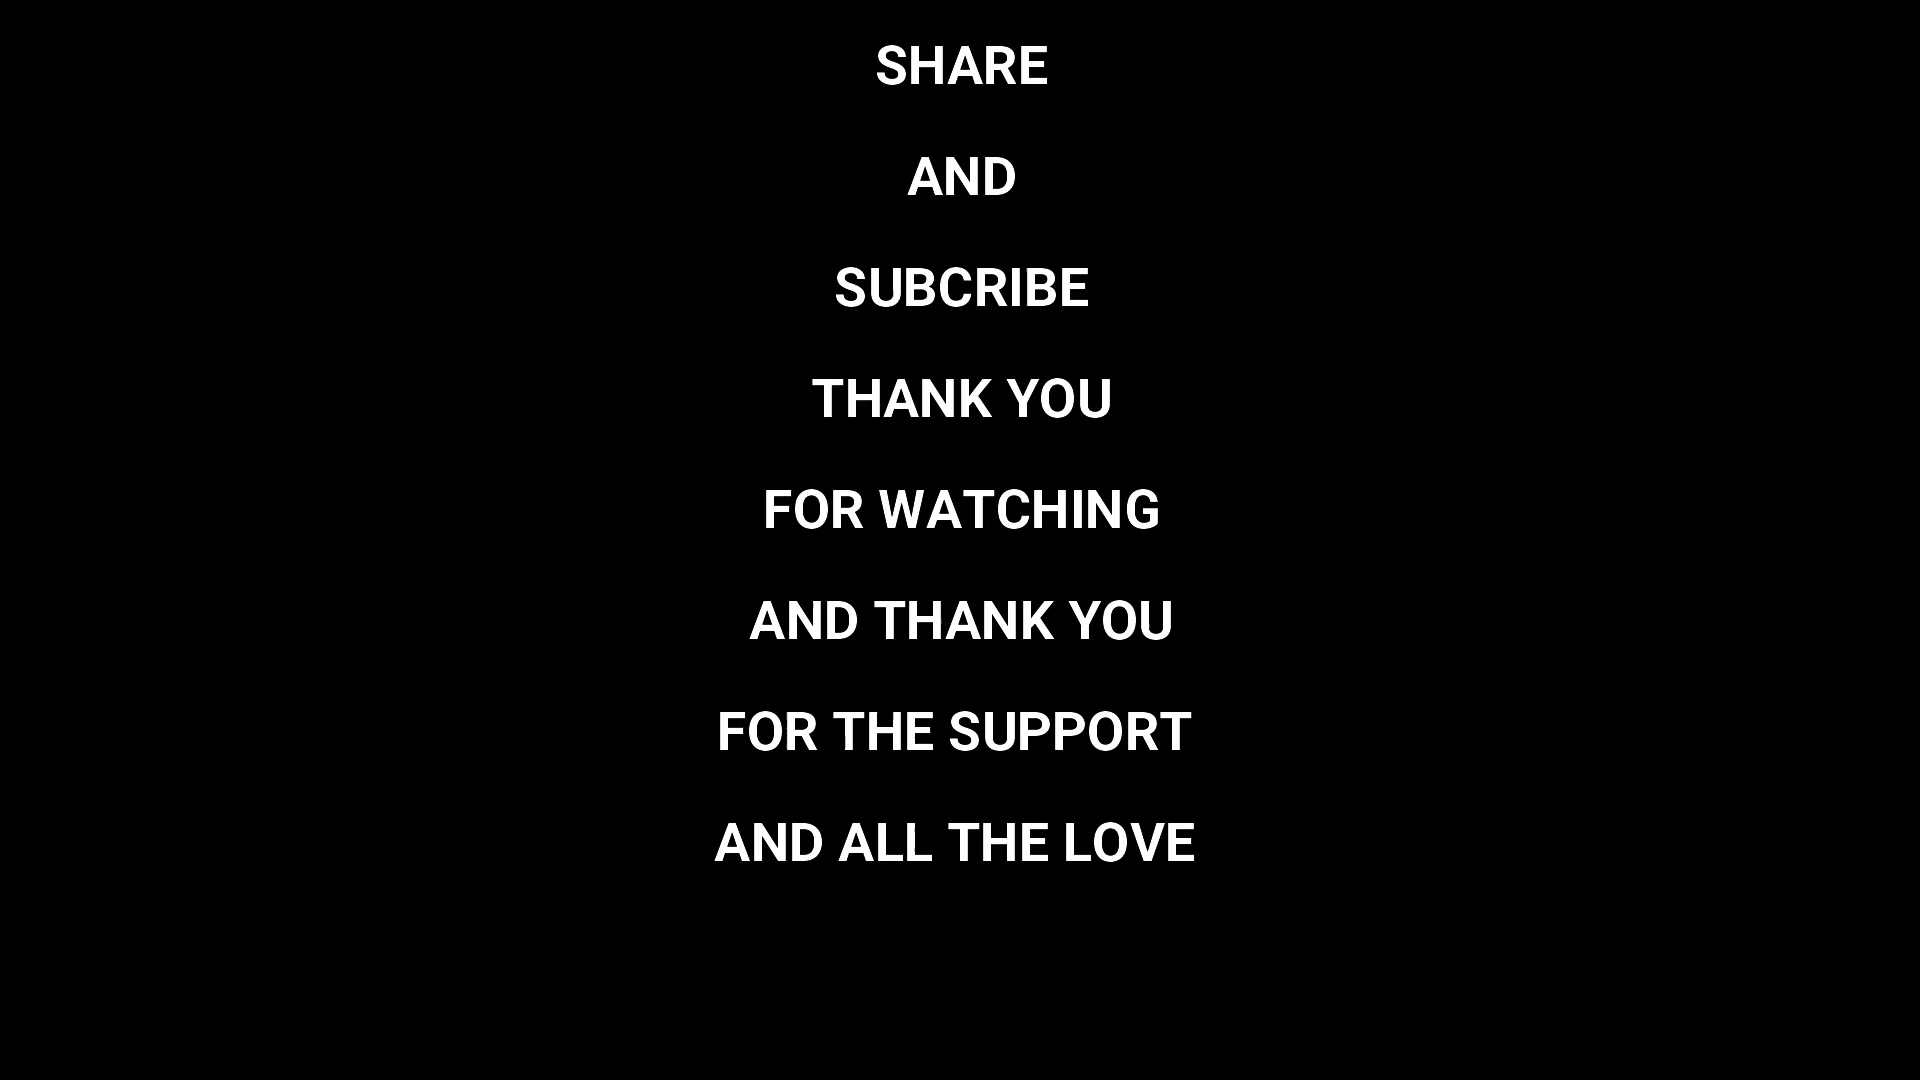 SHARE
AND
SUBCRIBE
THANK YOU
FOR WATCHING
AND THANK YOU
FOR THE SUPPORT
AND ALL THE LOVE